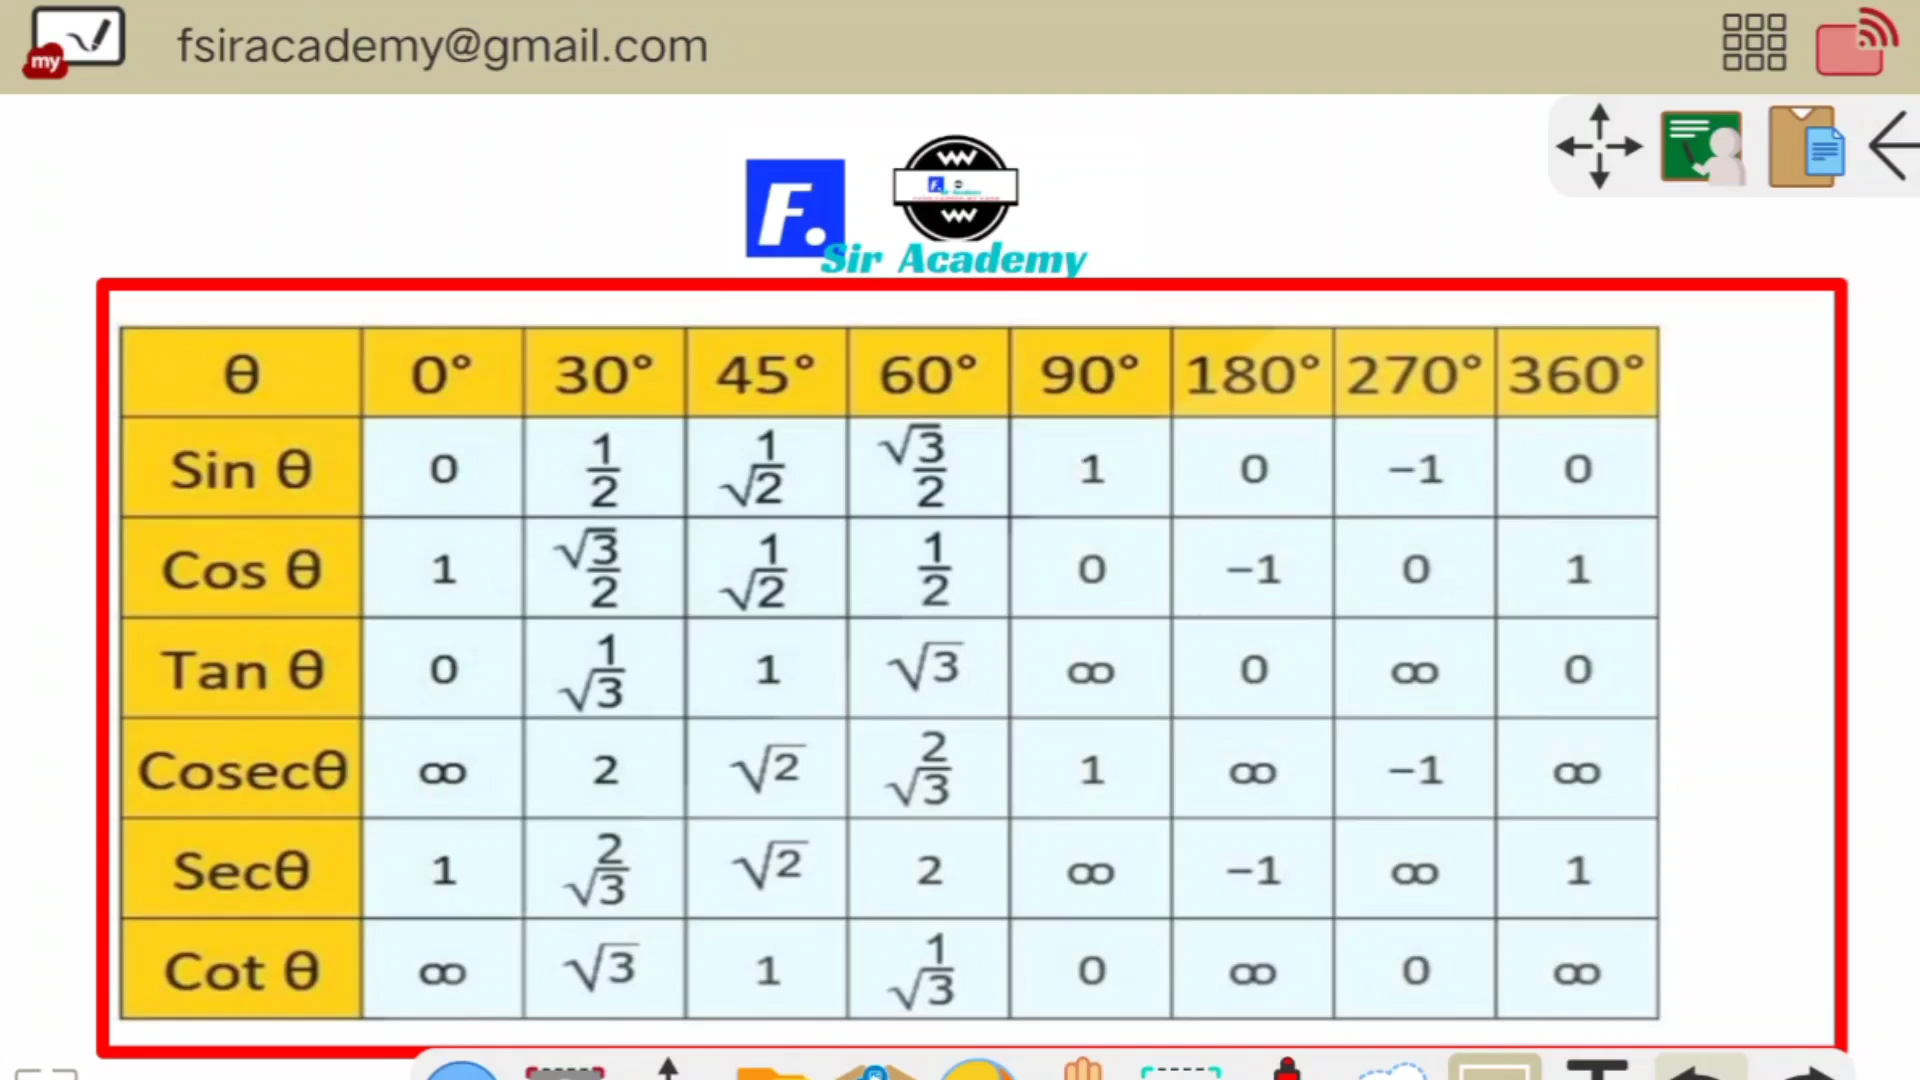 my fsiracademy@gmail.com
F.
Sir Academy
θ 0° 30° 45° 60° 90° 180° 270° 360°
Sin θ 0 1/2 1/√2 √3/2 1 0 −1 0
Cos θ 1 √3/2 1/√2 1/2 0 −1 0 1
Tan θ 0 1/√3 1 √3 ∞ 0 ∞ 0
Cosecθ ∞ 2 √2 2/√3 1 ∞ −1 ∞
Secθ 1 2/√3 √2 2 ∞ −1 ∞ 1
Cot θ ∞ √3 1 1/√3 0 ∞ 0 ∞